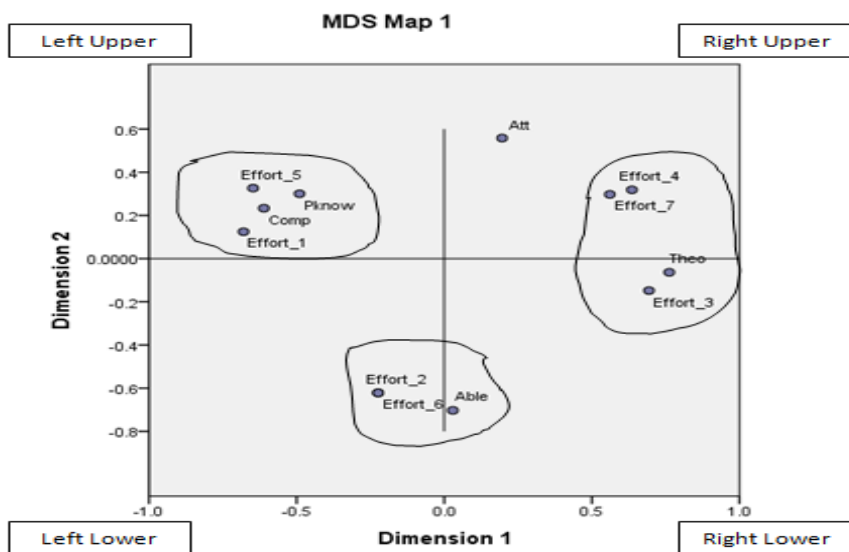 MDS Map 1
Left Upper
Right Upper
Att
0.6
0.4
0.2
0.0000
-0.2
-0.4
-0.6
-0.8
Dimension 2
Effort_5
Pknow
Comp
Effort_1
Effort_4
Effort_7
Theo
Effort_3
Effort_2
Effort_6
Able
-1.0
-0.5
0.0
0.5
1.0
Left Lower
Dimension 1
Right Lower